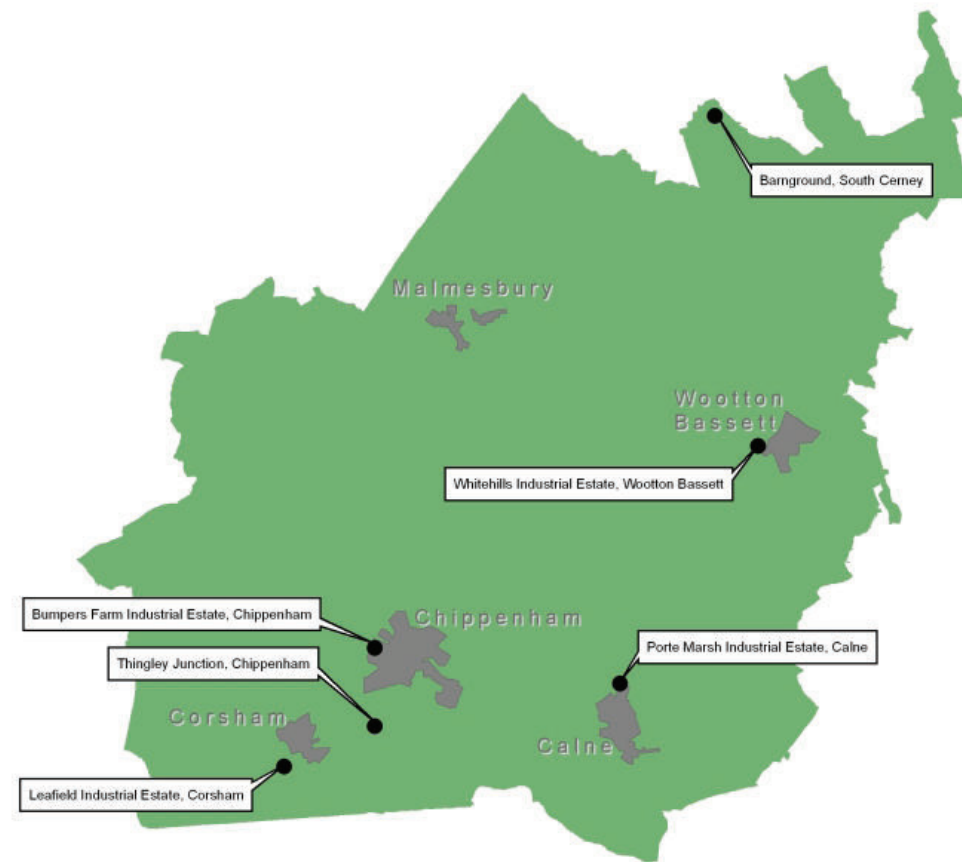 Barnground, South Cerney
Malmesbury
Wootton
Bassett
Whitehills Industrial Estate, Wootton Bassett
Bumpers Farm Industrial Estate, Chippenham
Chippenham
Porte Marsh Industrial Estate, Calne
Thingley Junction, Chippenham
Corsham
Calne
Leafield Industrial Estate, Corsham